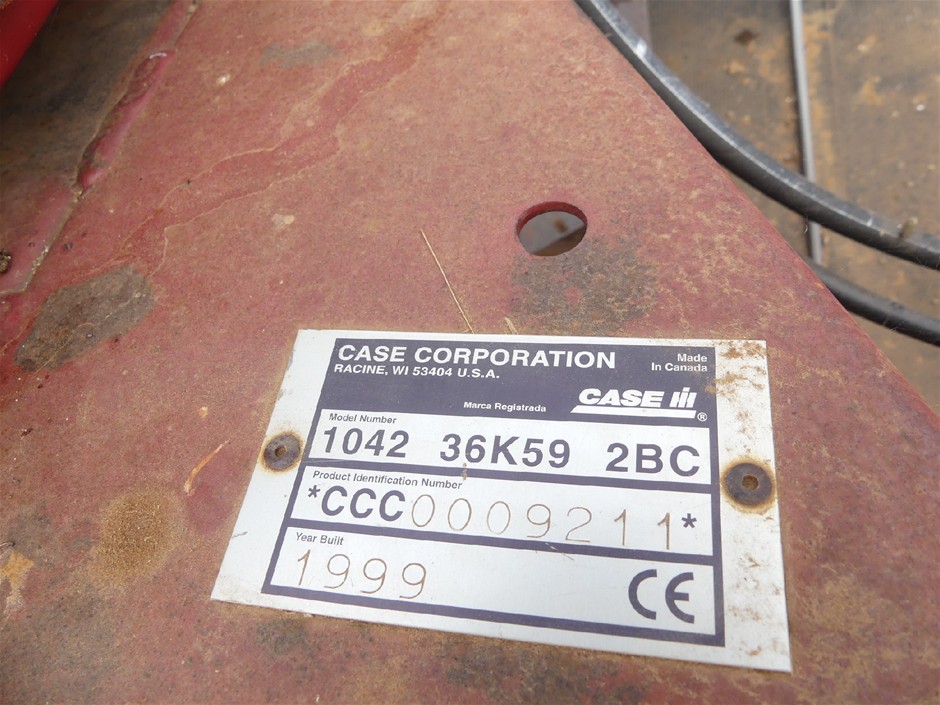 CASE CORPORATION
RACINE, WI 53404 U.S.A.
Made
In Canada
Marca Registrada
CASE IH ®
Model Number
1042 36K59 2BC
Product Identification Number
*CCC0009211*
Year Built
1999
CE